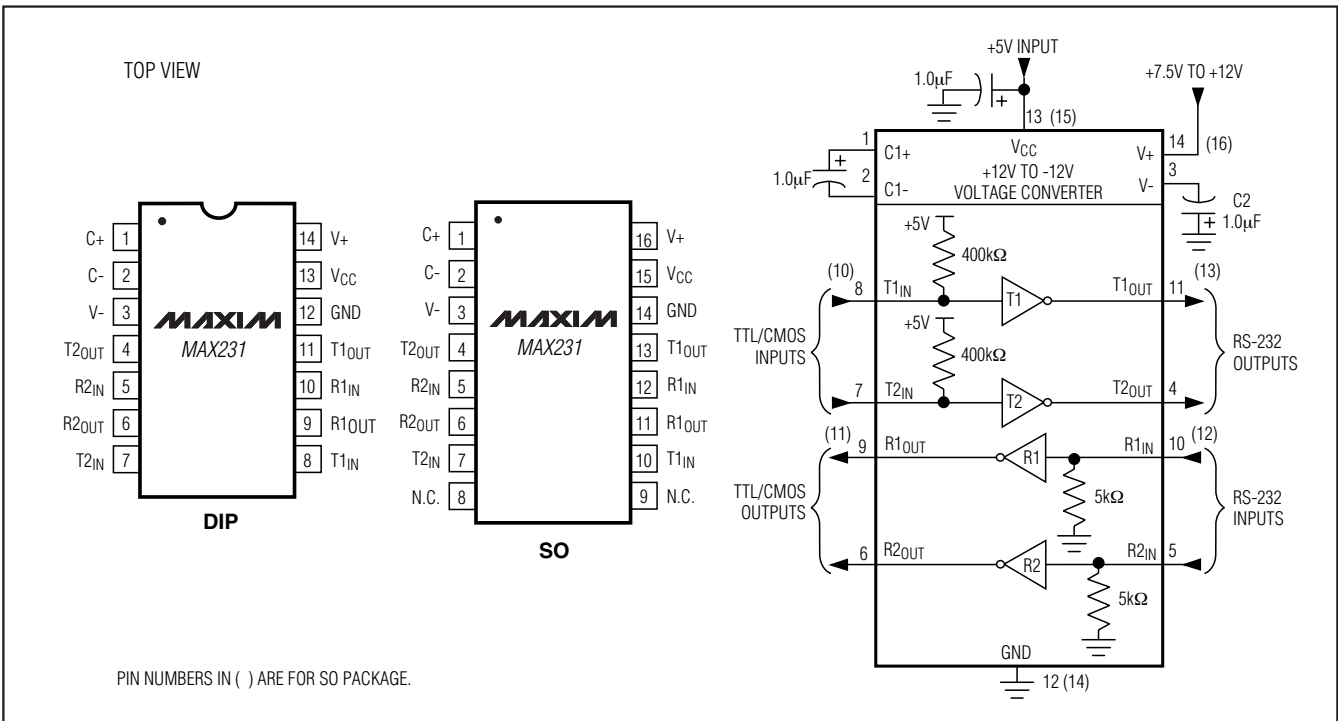 TOP VIEW
C+ 1
C- 2
V- 3
T2OUT 4
R2IN 5
R2OUT 6
T2IN 7
14 V+
13 VCC
12 GND
11 T1OUT
10 R1IN
9 R1OUT
8 T1IN
MAXIM
MAX231
DIP
C+ 1
C- 2
V- 3
T2OUT 4
R2IN 5
R2OUT 6
T2IN 7
N.C. 8
16 V+
15 VCC
14 GND
13 T1OUT
12 R1IN
11 R1OUT
10 T1IN
9 N.C.
MAXIM
MAX231
SO
+5V INPUT
1.0µF
+
+7.5V TO +12V
13 (15)
VCC
+12V TO -12V
VOLTAGE CONVERTER
1
C1+
+
1.0µF
2
C1-
V+
14 (16)
V-
3
C2
+ 1.0µF
+5V
400kΩ
(10)
8 T1IN
T1
T1OUT 11
(13)
+5V
400kΩ
TTL/CMOS
INPUTS
RS-232
OUTPUTS
7 T2IN
T2
T2OUT 4
(11)
9 R1OUT
R1
R1IN 10
(12)
5kΩ
TTL/CMOS
OUTPUTS
RS-232
INPUTS
6 R2OUT
R2
R2IN 5
5kΩ
GND
12 (14)
PIN NUMBERS IN ( ) ARE FOR SO PACKAGE.